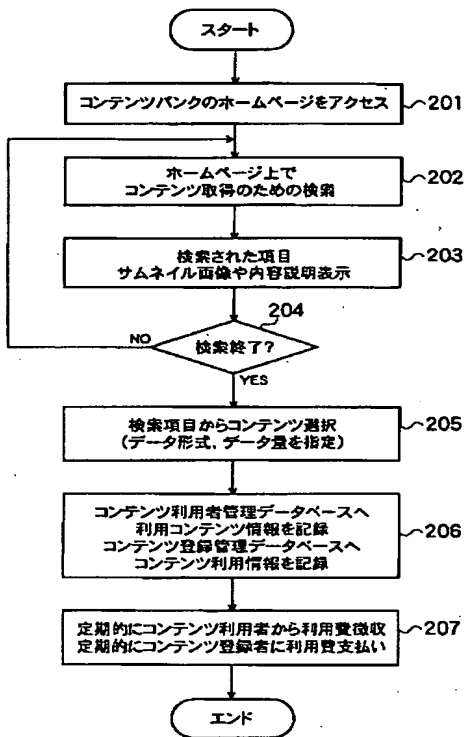 スタート
コンテンツバンクのホームページをアクセス
201
ホームページ上で
コンテンツ取得のための検索
202
検索された項目
サムネイル画像や内容説明表示
203
204
検索終了?
NO
YES
検索項目からコンテンツ選択
(データ形式、データ量を指定)
205
コンテンツ利用者管理データベースへ
利用コンテンツ情報を記録
コンテンツ登録管理データベースへ
コンテンツ利用情報を記録
206
定期的にコンテンツ利用者から利用費徴収
定期的にコンテンツ登録者に利用費支払い
207
エンド